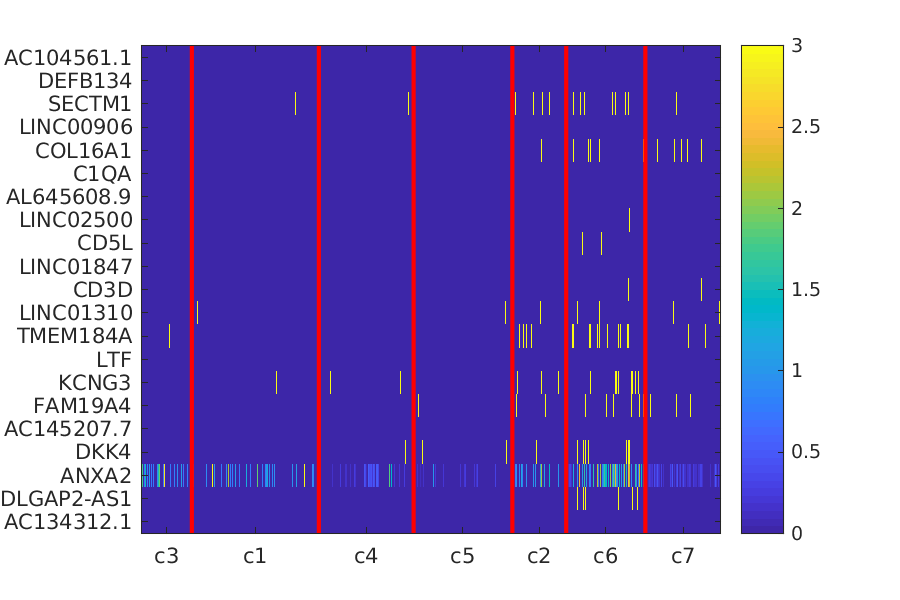 AC104561.1
DEFB134
SECTM1
LINC00906
COL16A1
C1QA
AL645608.9
LINC02500
CD5L
LINC01847
CD3D
LINC01310
TMEM184A
LTF
KCNG3
FAM19A4
AC145207.7
DKK4
ANXA2
DLGAP2-AS1
AC134312.1
c3 c1 c4 c5 c2 c6 c7
3
2.5
2
1.5
1
0.5
0